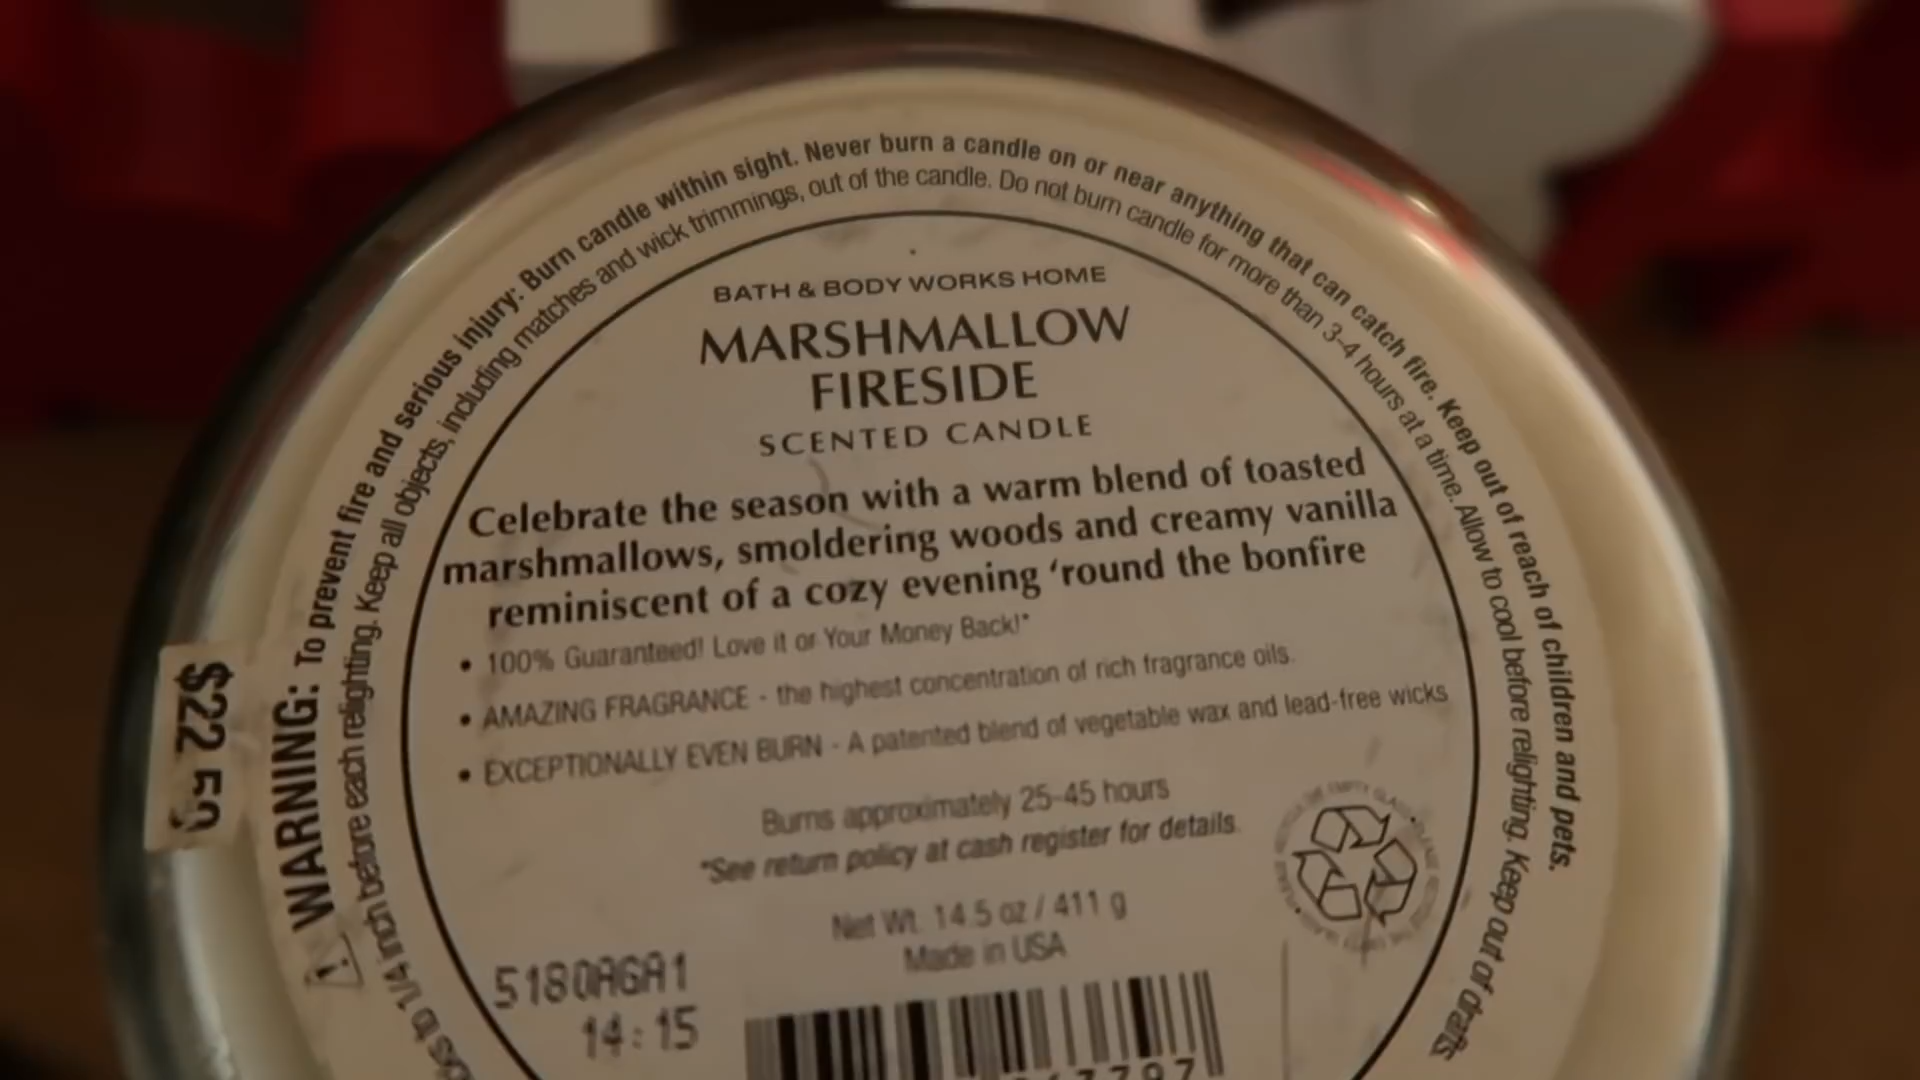 WARNING: To prevent fire and serious injury: Burn candle within sight. Never burn a candle on or near anything that can catch fire. Keep out of reach of children and pets.
to 1/4 inch before each relighting. Keep all objects, including matches and wick trimmings, out of the candle. Do not burn candle for more than 3-4 hours at a time. Allow to cool before relighting. Keep out of drafts
BATH & BODY WORKS HOME
MARSHMALLOW
FIRESIDE
SCENTED CANDLE
Celebrate the season with a warm blend of toasted
marshmallows, smoldering woods and creamy vanilla
reminiscent of a cozy evening ‘round the bonfire
• 100% Guaranteed! Love it or Your Money Back!*
• AMAZING FRAGRANCE - the highest concentration of rich fragrance oils.
• EXCEPTIONALLY EVEN BURN - A patented blend of vegetable wax and lead-free wicks
Burns approximately 25-45 hours
*See return policy at cash register for details.
Net Wt. 14.5 oz / 411 g
Made in USA
5180AGA1
14:15
$22.50